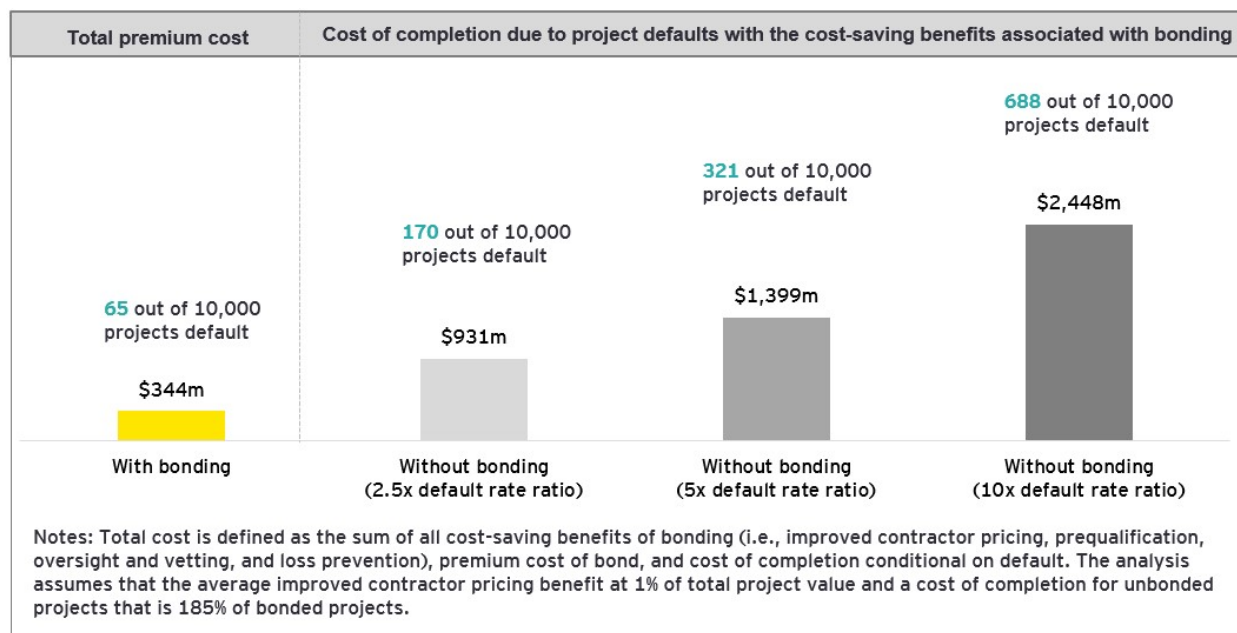 Total premium cost
Cost of completion due to project defaults with the cost-saving benefits associated with bonding
688 out of 10,000
projects default
321 out of 10,000
projects default
$2,448m
170 out of 10,000
projects default
$1,399m
65 out of 10,000
projects default
$931m
$344m
With bonding
Without bonding
(2.5x default rate ratio)
Without bonding
(5x default rate ratio)
Without bonding
(10x default rate ratio)
Notes: Total cost is defined as the sum of all cost-saving benefits of bonding (i.e., improved contractor pricing, prequalification,
oversight and vetting, and loss prevention), premium cost of bond, and cost of completion conditional on default. The analysis
assumes that the average improved contractor pricing benefit at 1% of total project value and a cost of completion for unbonded
projects that is 185% of bonded projects.